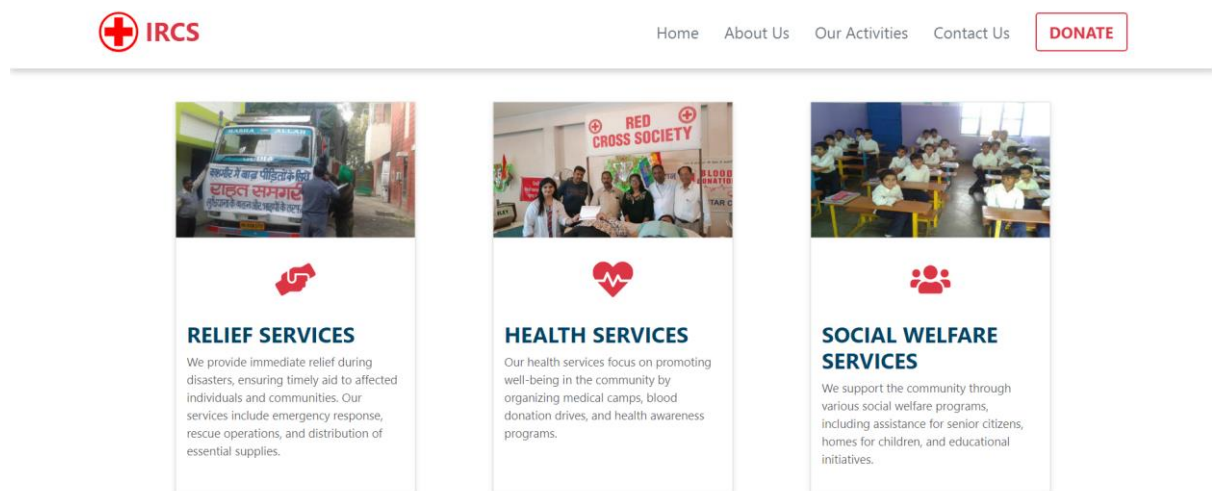 IRCS
Home About Us Our Activities Contact Us DONATE
राहत समग्री
RED
CROSS SOCIETY
BLOOD
RELIEF SERVICES
We provide immediate relief during
disasters, ensuring timely aid to affected
individuals and communities. Our
services include emergency response,
rescue operations, and distribution of
essential supplies.
HEALTH SERVICES
Our health services focus on promoting
well-being in the community by
organizing medical camps, blood
donation drives, and health awareness
programs.
SOCIAL WELFARE
SERVICES
We support the community through
various social welfare programs,
including assistance for senior citizens,
homes for children, and educational
initiatives.